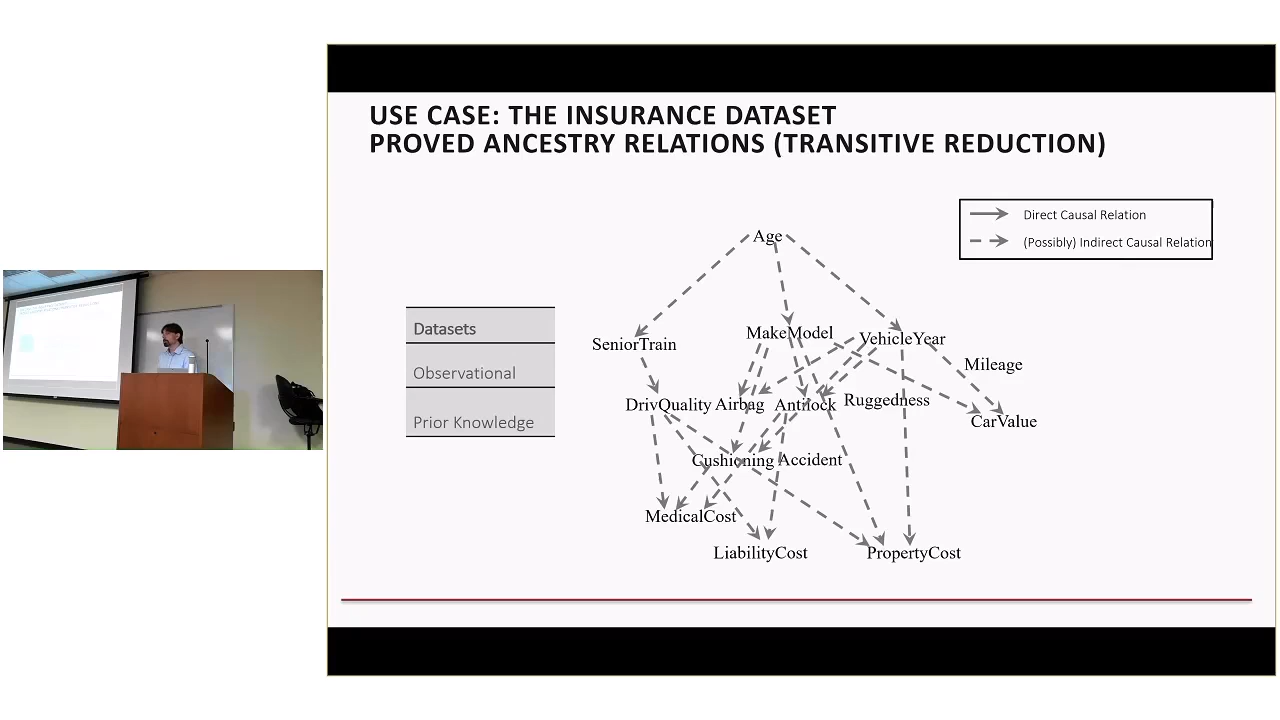 USE CASE: THE INSURANCE DATASET
PROVED ANCESTRY RELATIONS (TRANSITIVE REDUCTION)
Direct Causal Relation
(Possibly) Indirect Causal Relation
Age
Datasets
Observational
Prior Knowledge
SeniorTrain
MakeModel
VehicleYear
Mileage
DrivQuality
Airbag
Antilock
Ruggedness
CarValue
Cushioning
Accident
MedicalCost
LiabilityCost
PropertyCost